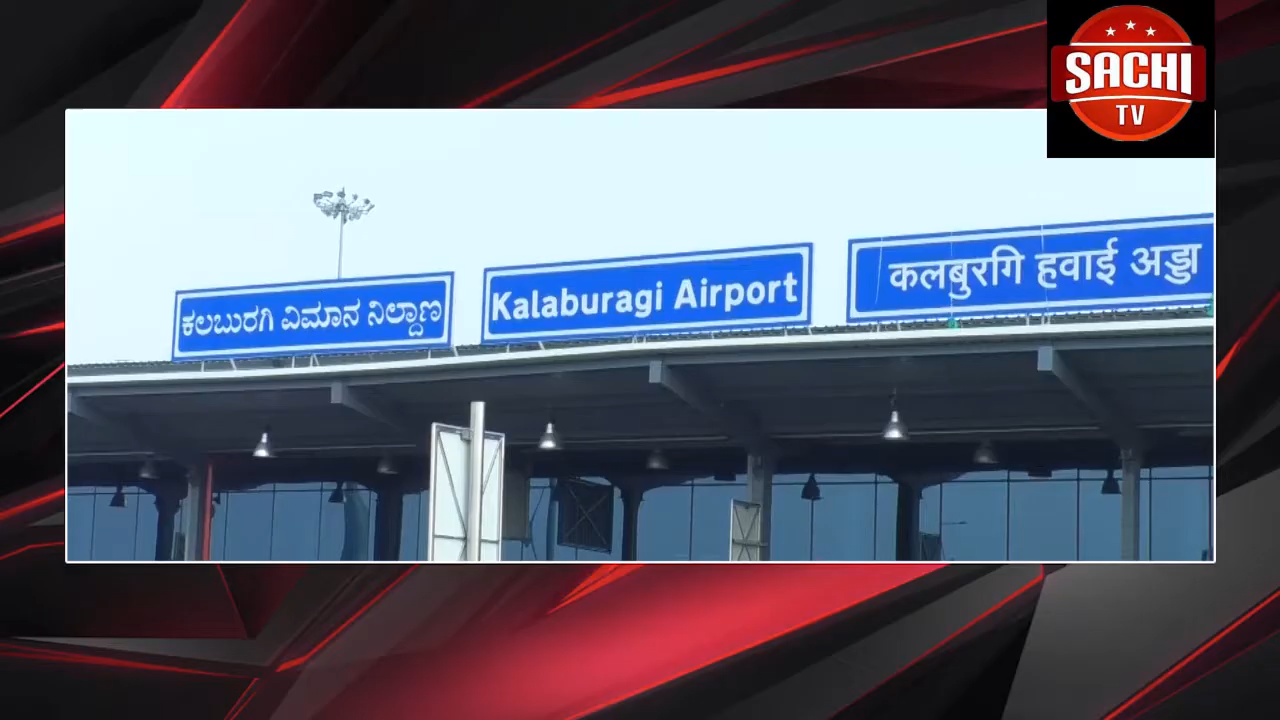 SACHI
TV
ಕಲಬುರಗಿ ವಿಮಾನ ನಿಲ್ದಾಣ
Kalaburagi Airport
कलबुरगि हवाई अड्डा